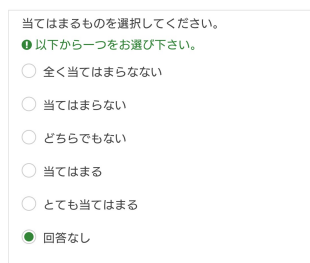 当てはまるものを選択してください。
以下から一つをお選び下さい。
全く当てはまらなない
当てはまらない
どちらでもない
当てはまる
とても当てはまる
回答なし